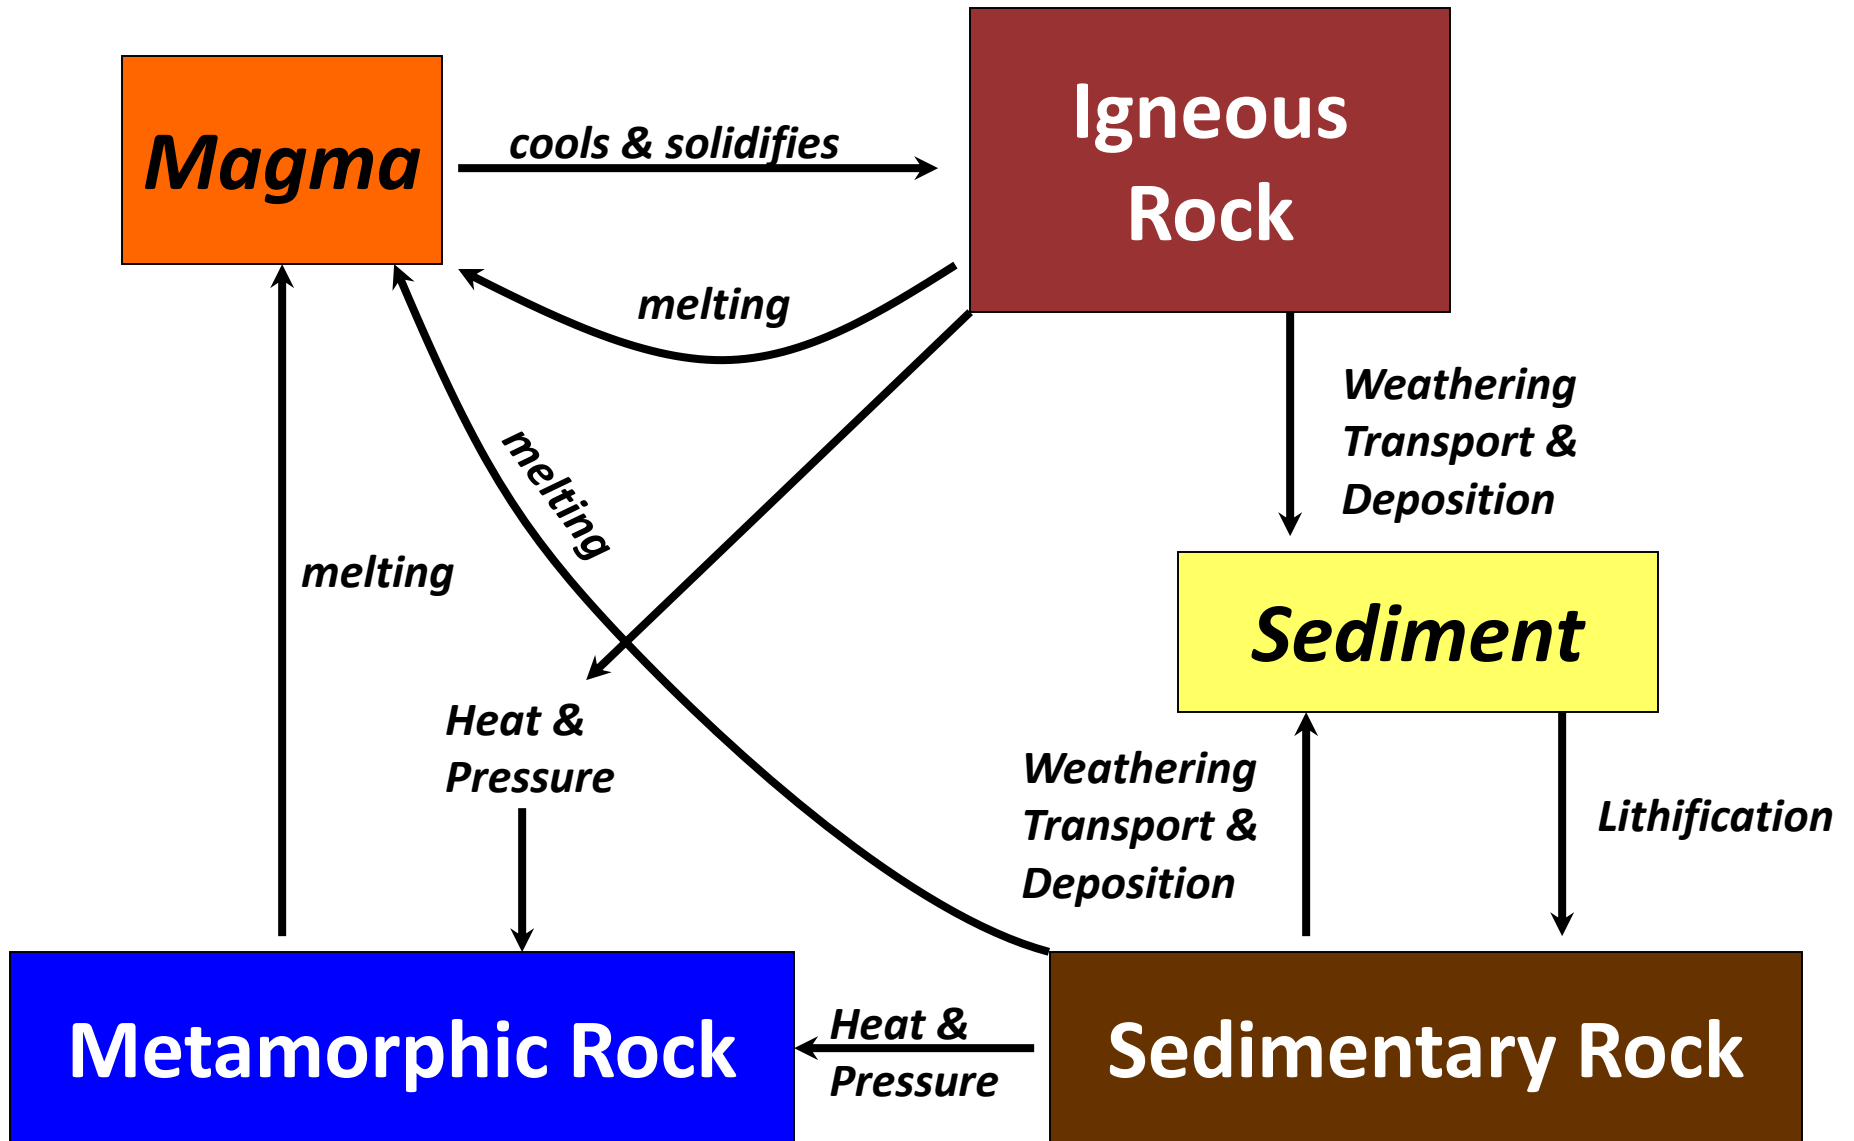 Magma
cools & solidifies
Igneous
Rock
melting
Weathering
Transport &
Deposition
melting
melting
Sediment
Heat &
Pressure
Weathering
Transport &
Deposition
Lithification
Metamorphic Rock
Heat &
Pressure
Sedimentary Rock